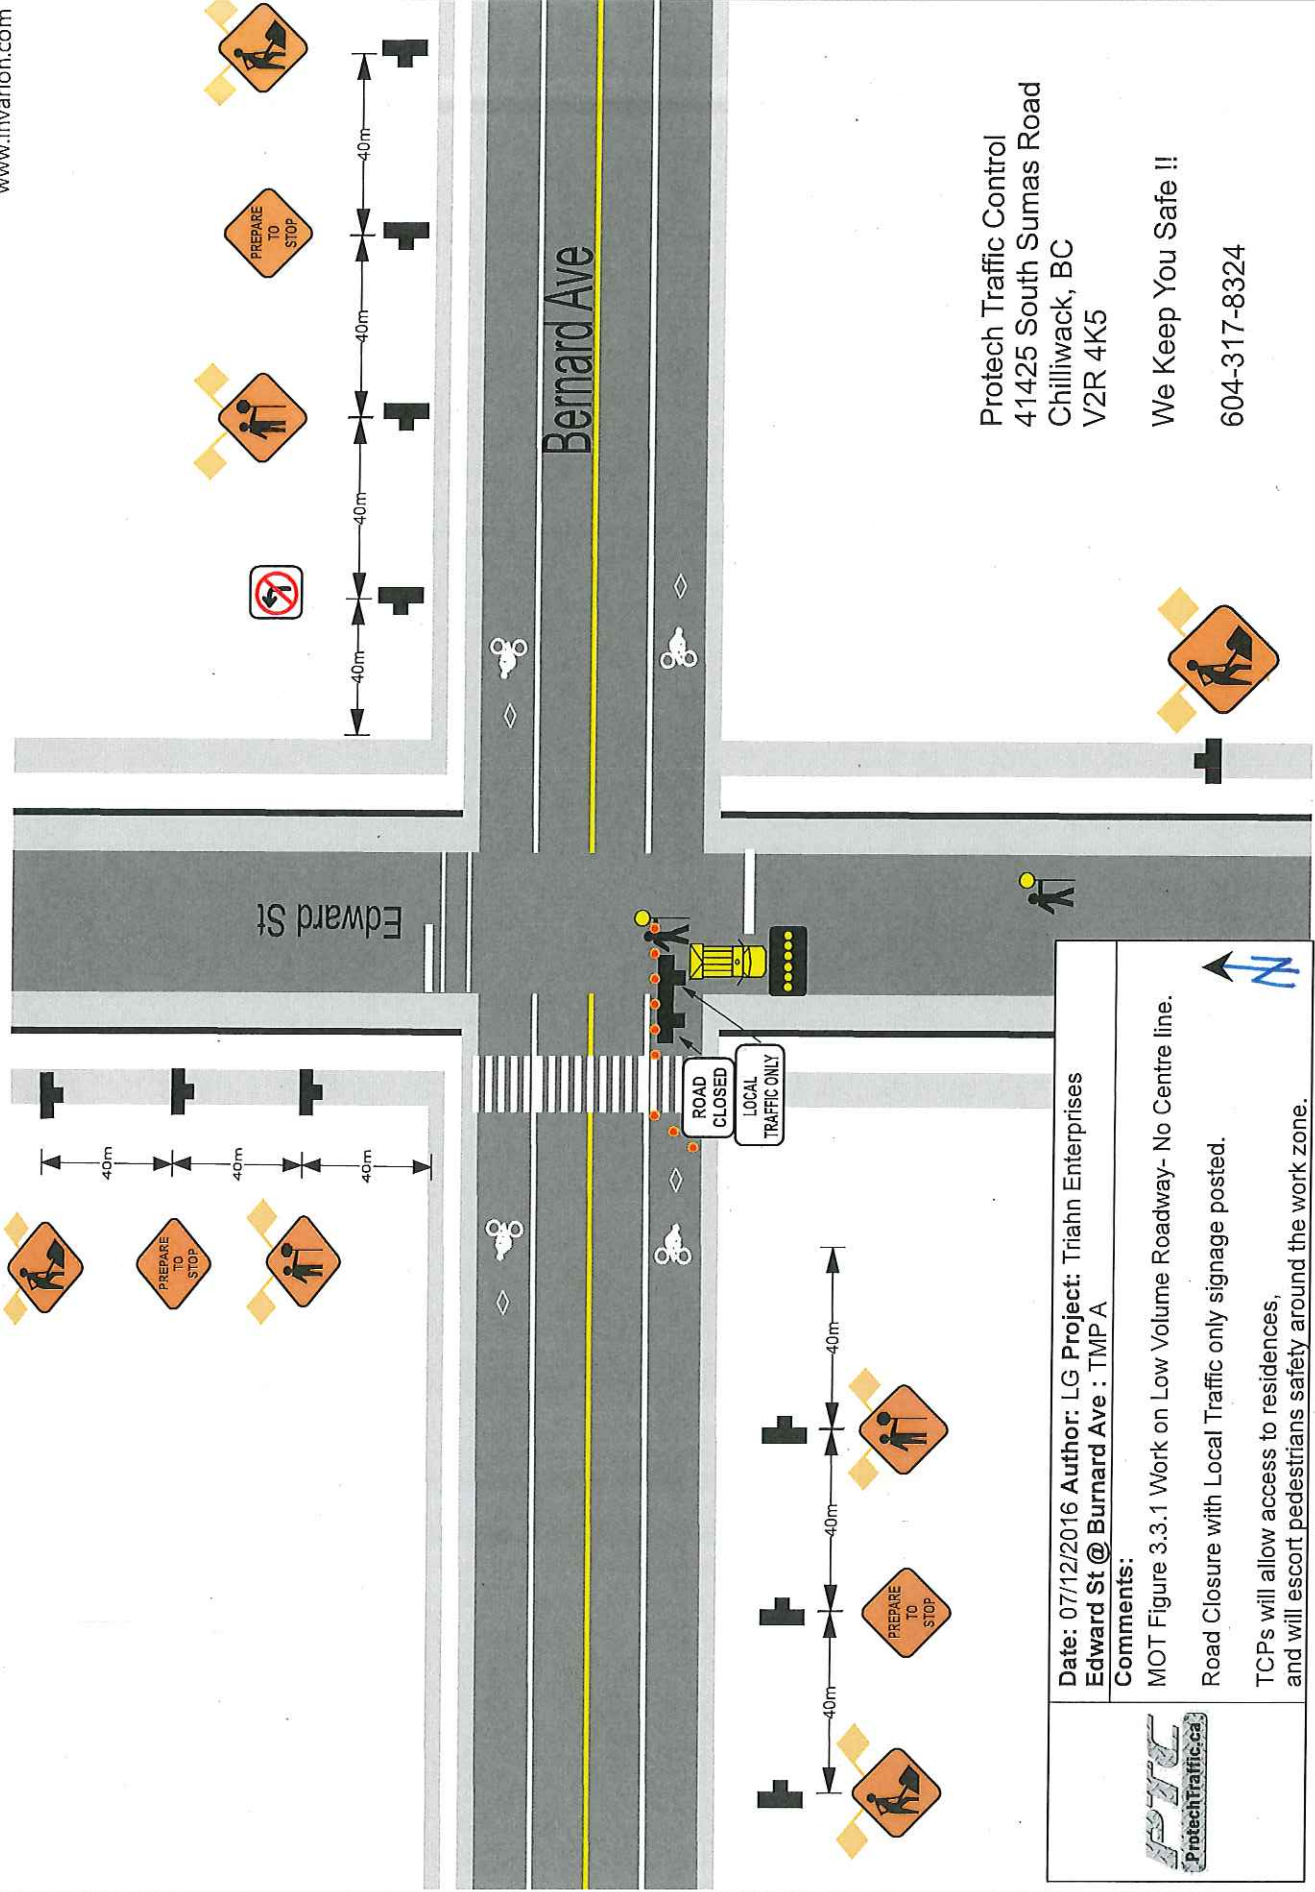 www.invarion.com
PREPARE
TO
STOP
40m
40m
40m
40m
Bernard Ave
Edward St
40m
40m
40m
PREPARE
TO
STOP
ROAD
CLOSED
LOCAL
TRAFFIC ONLY
40m
40m
40m
PREPARE
TO
STOP
Protech Traffic Control
41425 South Sumas Road
Chilliwack, BC
V2R 4K5
We Keep You Safe !!
604-317-8324
PTC
ProtechTraffic.ca
Date: 07/12/2016 Author: LG Project: Triahn Enterprises
Edward St @ Burnard Ave : TMP A
Comments:
MOT Figure 3.3.1 Work on Low Volume Roadway- No Centre line.
Road Closure with Local Traffic only signage posted.
TCPs will allow access to residences,
and will escort pedestrians safety around the work zone.
N